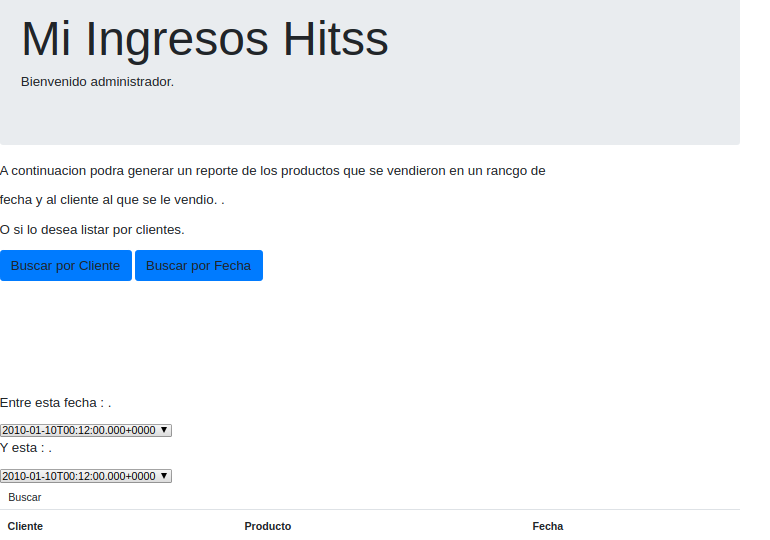 Mi Ingresos Hitss
Bienvenido administrador.
A continuacion podra generar un reporte de los productos que se vendieron en un rancgo de
fecha y al cliente al que se le vendio. .
O si lo desea listar por clientes.
Buscar por Cliente Buscar por Fecha
Entre esta fecha : .
2010-01-10T00:12:00.000+0000 ▼
Y esta : .
2010-01-10T00:12:00.000+0000 ▼
Buscar
Cliente Producto Fecha